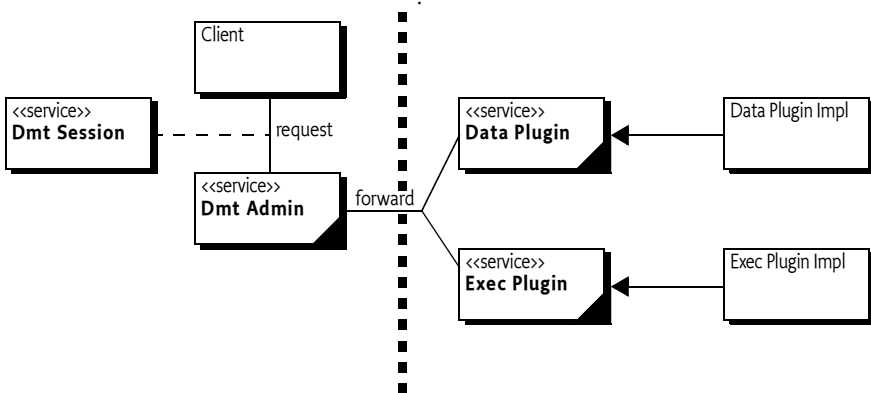 Client
<<service>>
Dmt Session
request
<<service>>
Dmt Admin
forward
<<service>>
Data Plugin
Data Plugin Impl
<<service>>
Exec Plugin
Exec Plugin Impl